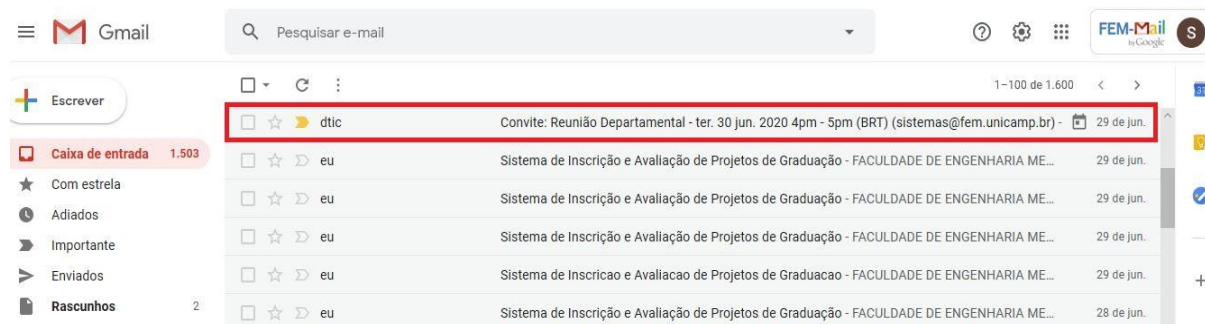 Gmail
Pesquisar e-mail
FEM-Mail
by Google
S
Escrever
1–100 de 1.600
dtic Convite: Reunião Departamental - ter. 30 jun. 2020 4pm - 5pm (BRT) (sistemas@fem.unicamp.br) - 29 de jun.
Caixa de entrada 1.503
eu Sistema de Inscrição e Avaliação de Projetos de Graduação - FACULDADE DE ENGENHARIA ME... 29 de jun.
Com estrela
eu Sistema de Inscrição e Avaliação de Projetos de Graduação - FACULDADE DE ENGENHARIA ME... 29 de jun.
Adiados
Importante
eu Sistema de Inscrição e Avaliação de Projetos de Graduação - FACULDADE DE ENGENHARIA ME... 29 de jun.
Enviados
eu Sistema de Inscricao e Avaliacao de Projetos de Graduacao - FACULDADE DE ENGENHARIA ME... 29 de jun.
Rascunhos 2
eu Sistema de Inscrição e Avaliação de Projetos de Graduação - FACULDADE DE ENGENHARIA ME... 28 de jun.